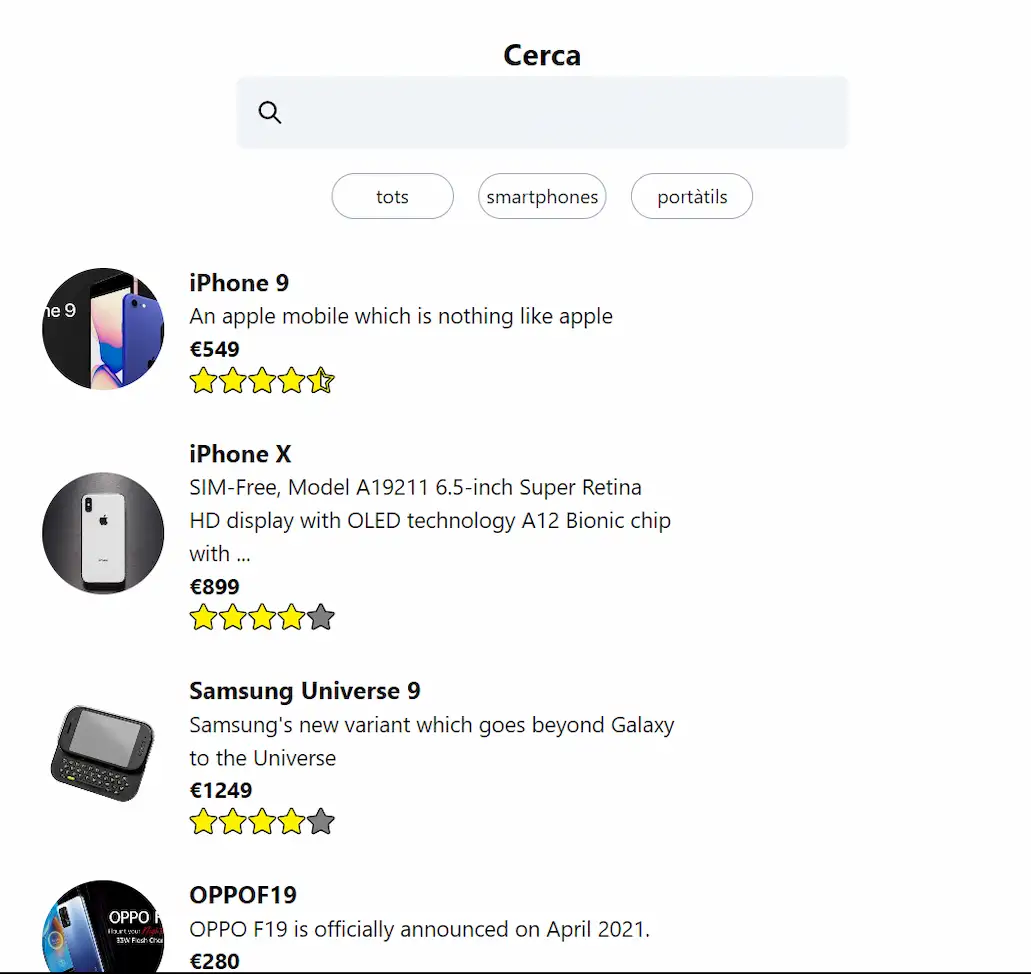 Cerca
tots
smartphones
portàtils
ne 9
iPhone 9
An apple mobile which is nothing like apple
€549
iPhone X
SIM-Free, Model A19211 6.5-inch Super Retina
HD display with OLED technology A12 Bionic chip
with ...
€899
Samsung Universe 9
Samsung's new variant which goes beyond Galaxy
to the Universe
€1249
OPPO F
33W Flash Cha
OPPOF19
OPPO F19 is officially announced on April 2021.
€280